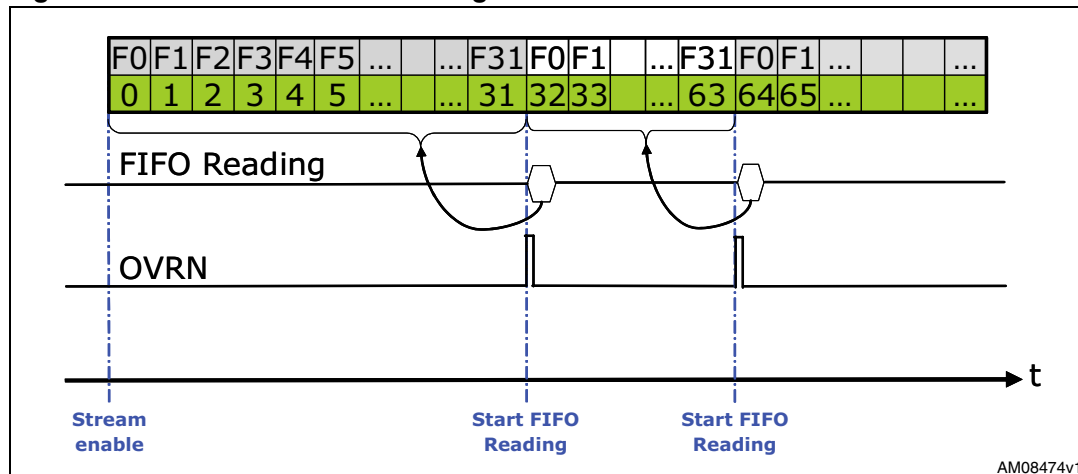 F0 F1 F2 F3 F4 F5 ... ... F31 F0 F1 ... F31 F0 F1 ... ...
0 1 2 3 4 5 ... ... 31 32 33 ... 63 64 65 ... ...
FIFO Reading
OVRN
t
Stream
enable
Start FIFO
Reading
Start FIFO
Reading
AM08474v1